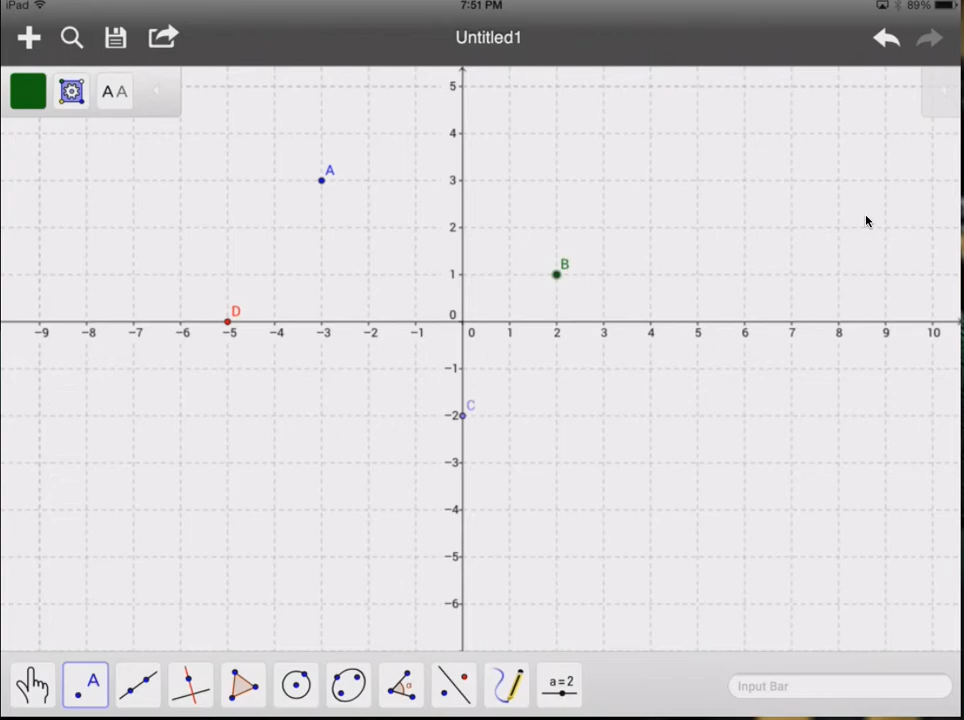 iPad 7:51 PM 89%
Untitled1
A A
5
4
A
3
2
B
1
D
0
−9 −8 −7 −6 −5 −4 −3 −2 −1 0 1 2 3 4 5 6 7 8 9 10
−1
C
−2
−3
−4
−5
−6
A α a=2 Input Bar